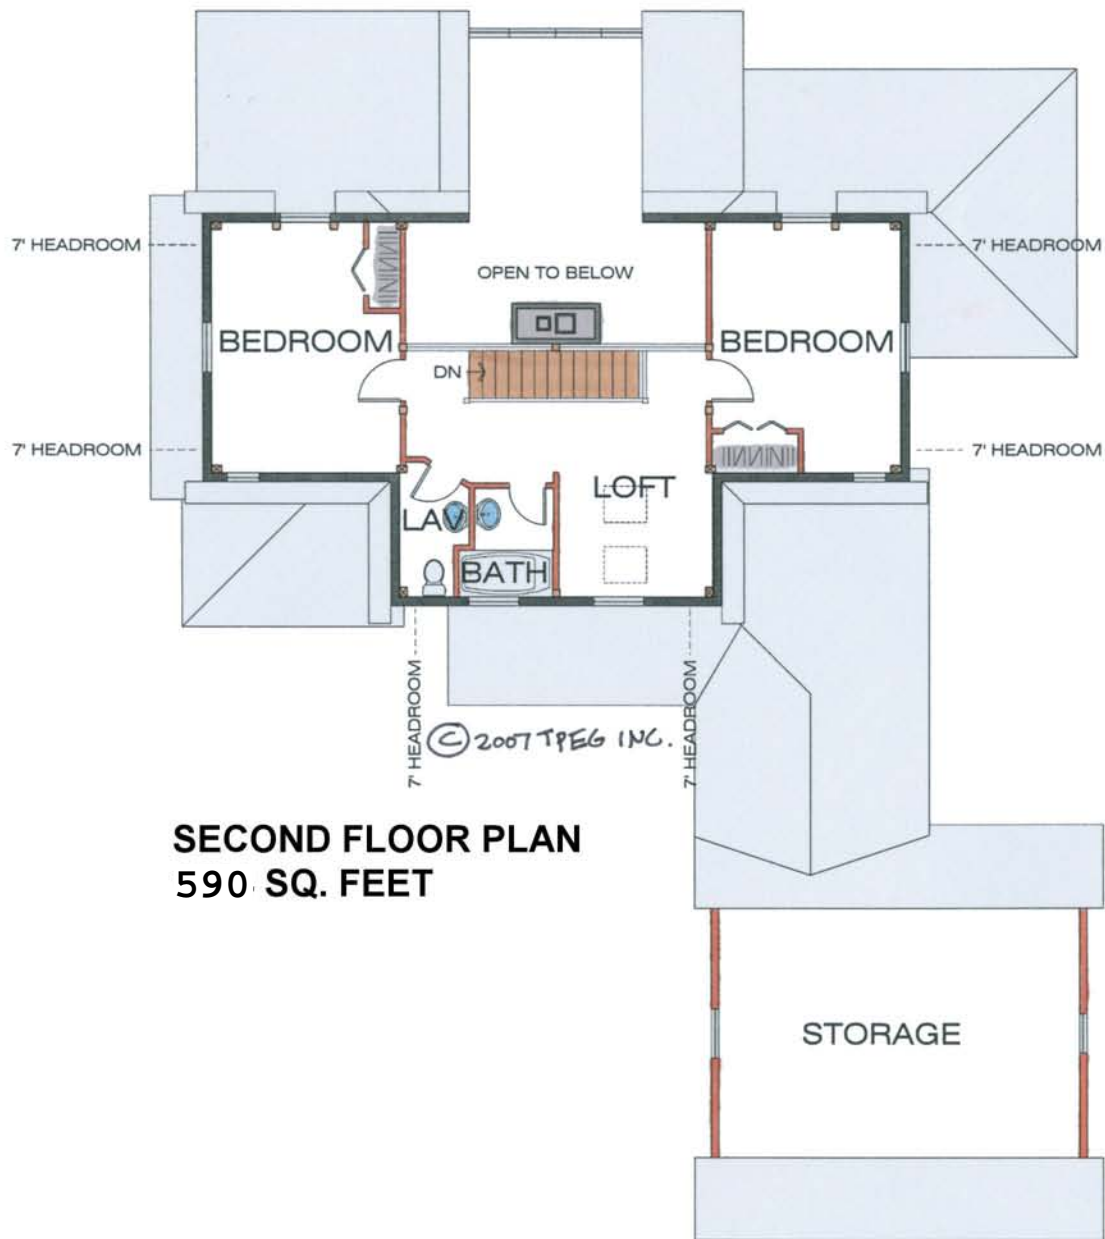 7' HEADROOM
7' HEADROOM
OPEN TO BELOW
BEDROOM
BEDROOM
DN
7' HEADROOM
7' HEADROOM
LOFT
LAV
BATH
7' HEADROOM
7' HEADROOM
© 2007 TPEG INC.
SECOND FLOOR PLAN
590 SQ. FEET
STORAGE